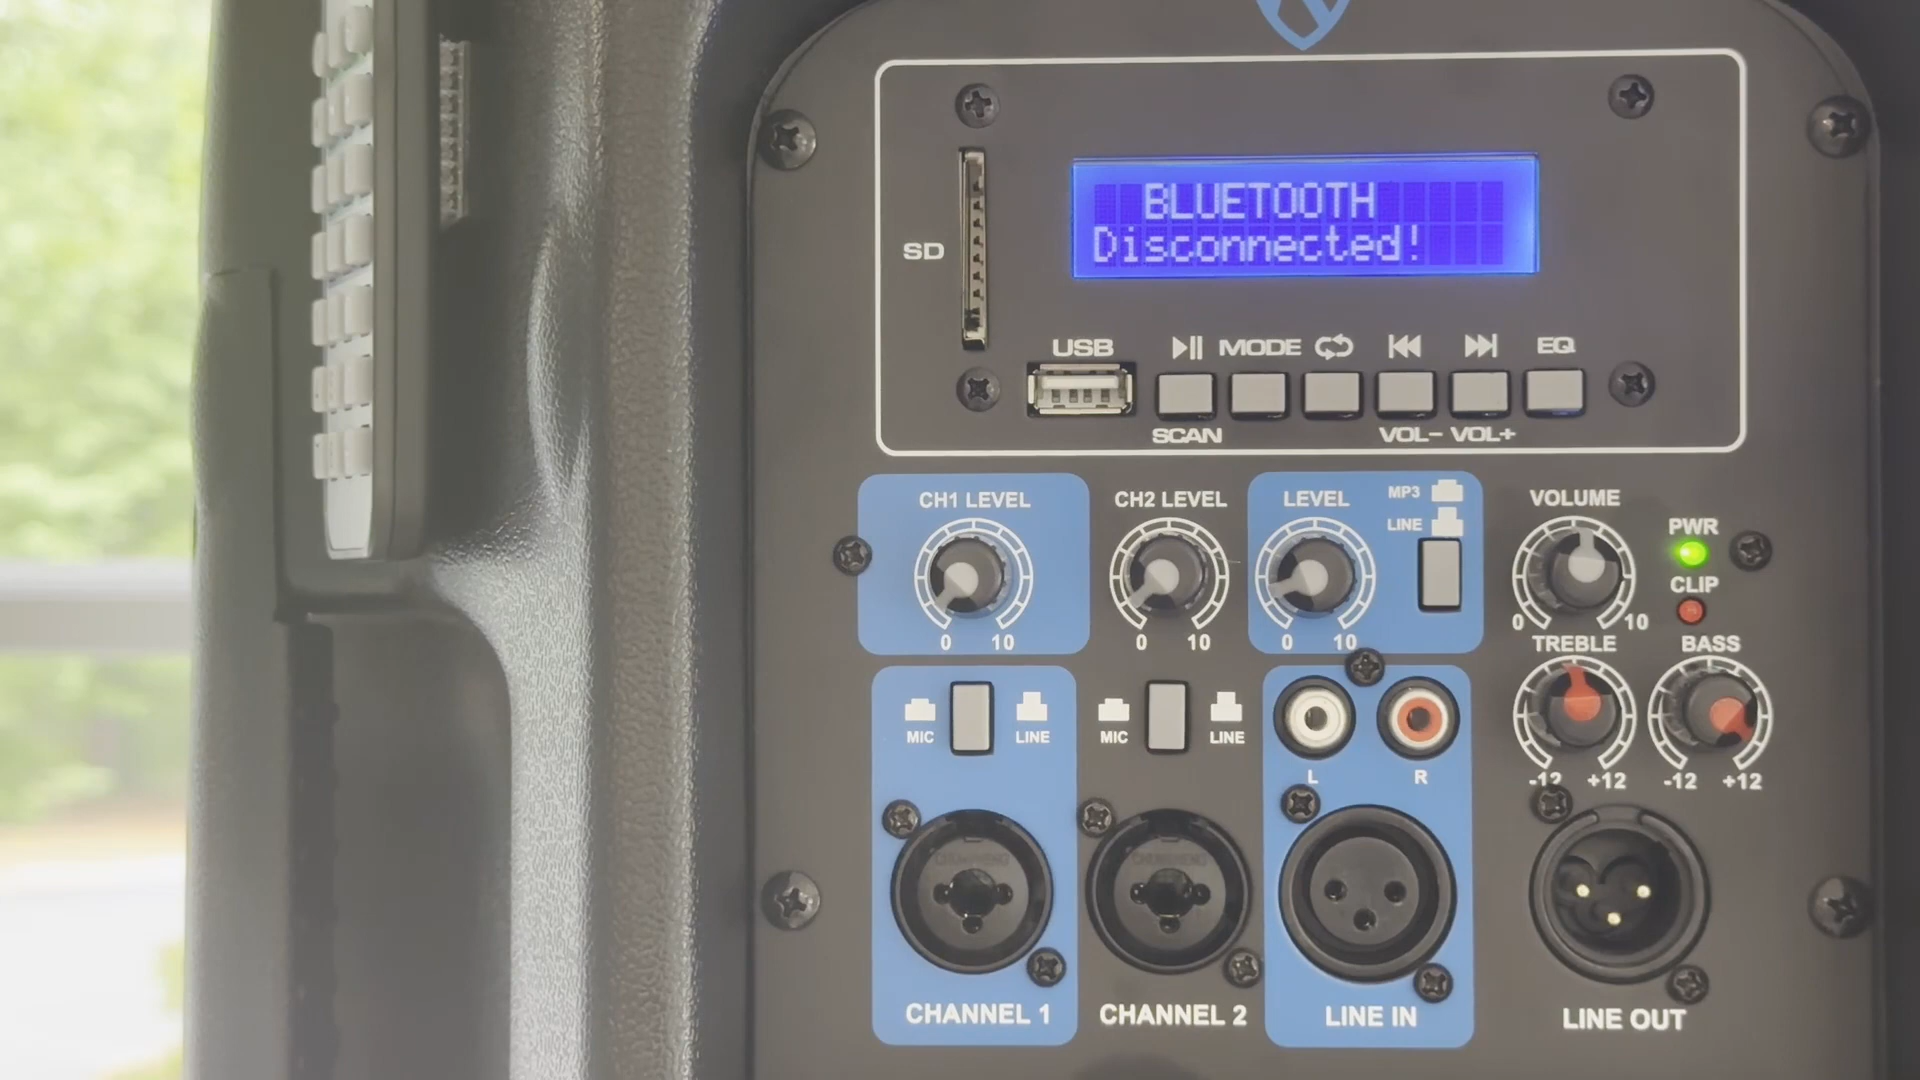 BLUETOOTH
Disconnected!
SD
USB MODE EQ
SCAN VOL- VOL+
CH1 LEVEL CH2 LEVEL LEVEL MP3 VOLUME
LINE PWR
CLIP
0 10 0 10 0 10 0 10
TREBLE BASS
MIC LINE MIC LINE
L R -12 +12 -12 +12
CHANNEL 1 CHANNEL 2 LINE IN LINE OUT